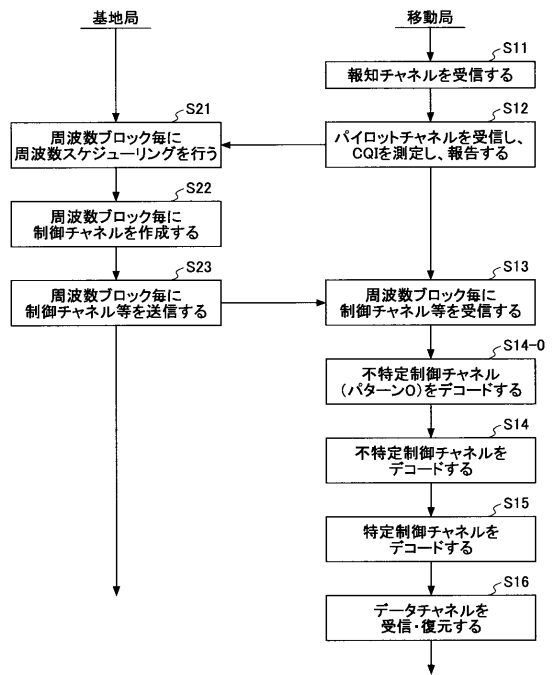 基地局
移動局
S11
報知チャネルを受信する
S12
パイロットチャネルを受信し、
CQIを測定し、報告する
S21
周波数ブロック毎に
周波数スケジューリングを行う
S22
周波数ブロック毎に
制御チャネルを作成する
S23
周波数ブロック毎に
制御チャネル等を送信する
S13
周波数ブロック毎に
制御チャネル等を受信する
S14-0
不特定制御チャネル
(パターン0)をデコードする
S14
不特定制御チャネルを
デコードする
S15
特定制御チャネルを
デコードする
S16
データチャネルを
受信・復元する